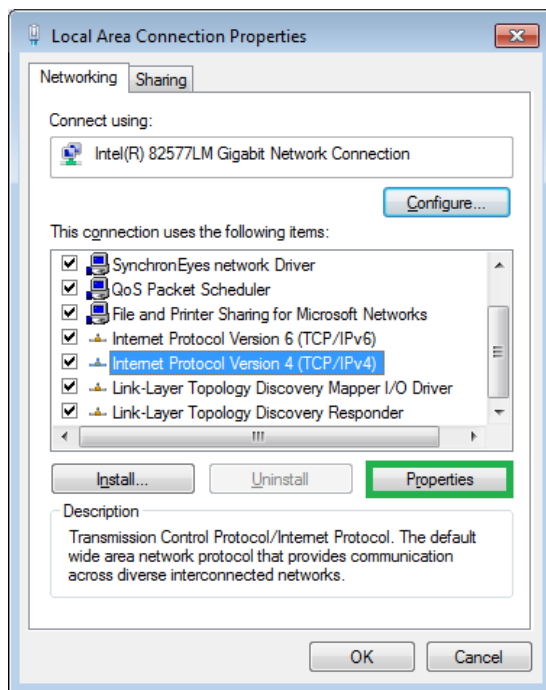 Local Area Connection Properties
Networking
Sharing
Connect using:
Intel(R) 82577LM Gigabit Network Connection
Configure...
This connection uses the following items:
SynchronEyes network Driver
QoS Packet Scheduler
File and Printer Sharing for Microsoft Networks
Internet Protocol Version 6 (TCP/IPv6)
Internet Protocol Version 4 (TCP/IPv4)
Link-Layer Topology Discovery Mapper I/O Driver
Link-Layer Topology Discovery Responder
Install...
Uninstall
Properties
Description
Transmission Control Protocol/Internet Protocol. The default
wide area network protocol that provides communication
across diverse interconnected networks.
OK
Cancel